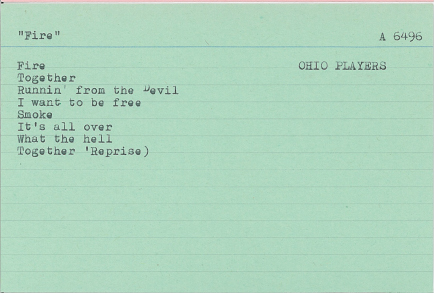 "Fire" A 6496
Fire OHIO PLAYERS
Together
Runnin' from the Devil
I want to be free
Smoke
It's all over
What the hell
Together 'Reprise)